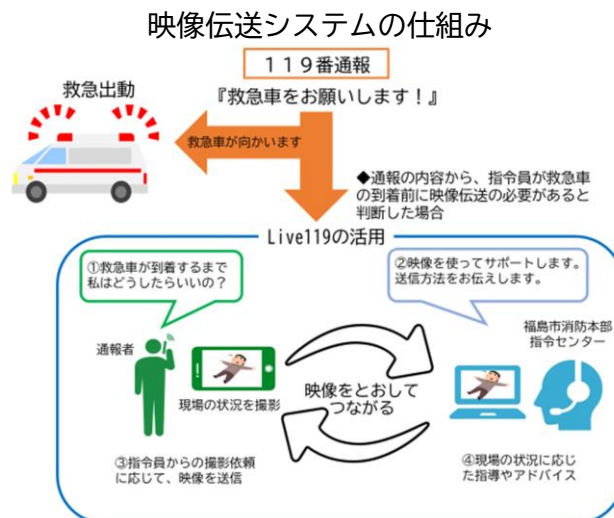 映像伝送システムの仕組み
119番通報
『救急車をお願いします！』
救急出動
救急車が向かいます
◆通報の内容から、指令員が救急車
の到着前に映像伝送の必要があると
判断した場合
Live119の活用
①救急車が到着するまで
私はどうしたらいいの？
②映像を使ってサポートします。
送信方法をお伝えします。
通報者
福島市消防本部
指令センター
現場の状況を撮影
映像をとおして
つながる
③指令員からの撮影依頼
に応じて、映像を送信
④現場の状況に応じ
た指導やアドバイス